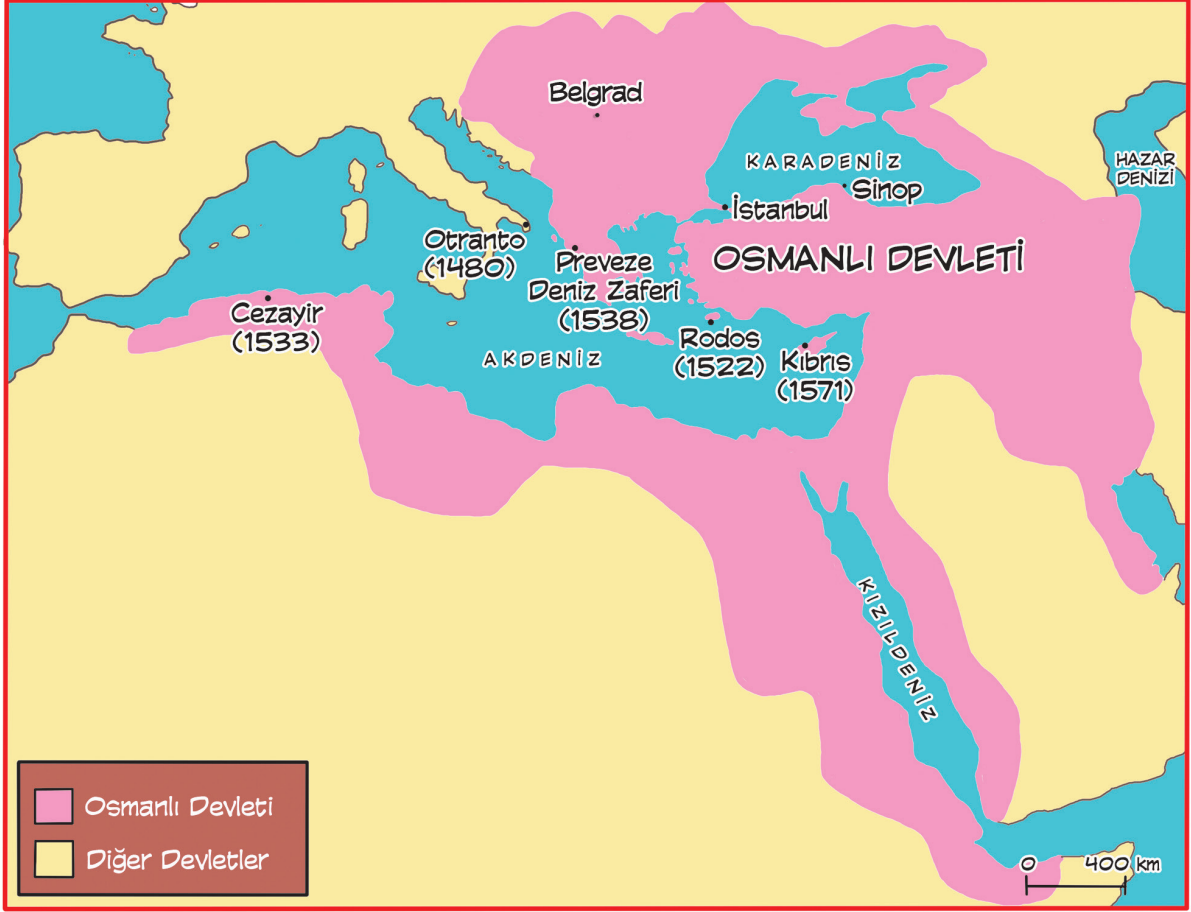 Belgrad
KARADENİZ
HAZAR
DENİZİ
Sinop
İstanbul
Otranto
(1480)
Preveze
Deniz Zaferi
(1538)
OSMANLI DEVLETİ
Cezayir
(1533)
AKDENİZ
Rodos
(1522)
Kıbrıs
(1571)
KIZILDENİZ
Osmanlı Devleti
Diğer Devletler
0 400 km